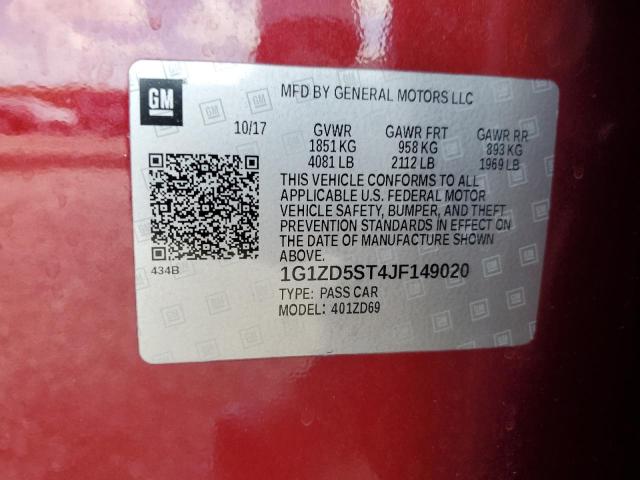 GM
MFD BY GENERAL MOTORS LLC
10/17 GVWR GAWR FRT GAWR RR
1851 KG 958 KG 893 KG
4081 LB 2112 LB 1969 LB
THIS VEHICLE CONFORMS TO ALL
APPLICABLE U.S. FEDERAL MOTOR
VEHICLE SAFETY, BUMPER, AND THEFT
PREVENTION STANDARDS IN EFFECT ON
THE DATE OF MANUFACTURE SHOWN
ABOVE.
434B
1G1ZD5ST4JF149020
TYPE: PASS CAR
MODEL: 401ZD69